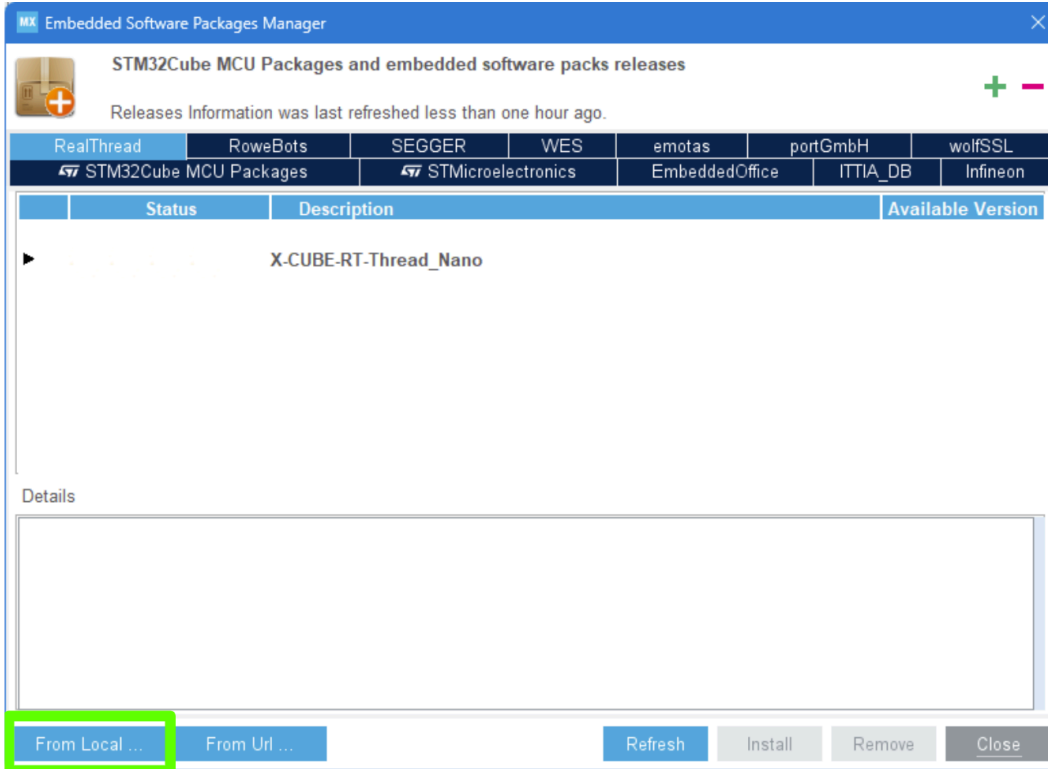 MX Embedded Software Packages Manager
STM32Cube MCU Packages and embedded software packs releases
Releases Information was last refreshed less than one hour ago.
RealThread RoweBots SEGGER WES emotas portGmbH wolfSSL
STM32Cube MCU Packages STMicroelectronics EmbeddedOffice ITTIA_DB Infineon
Status Description Available Version
X-CUBE-RT-Thread_Nano
Details
From Local ... From Url ... Refresh Install Remove Close